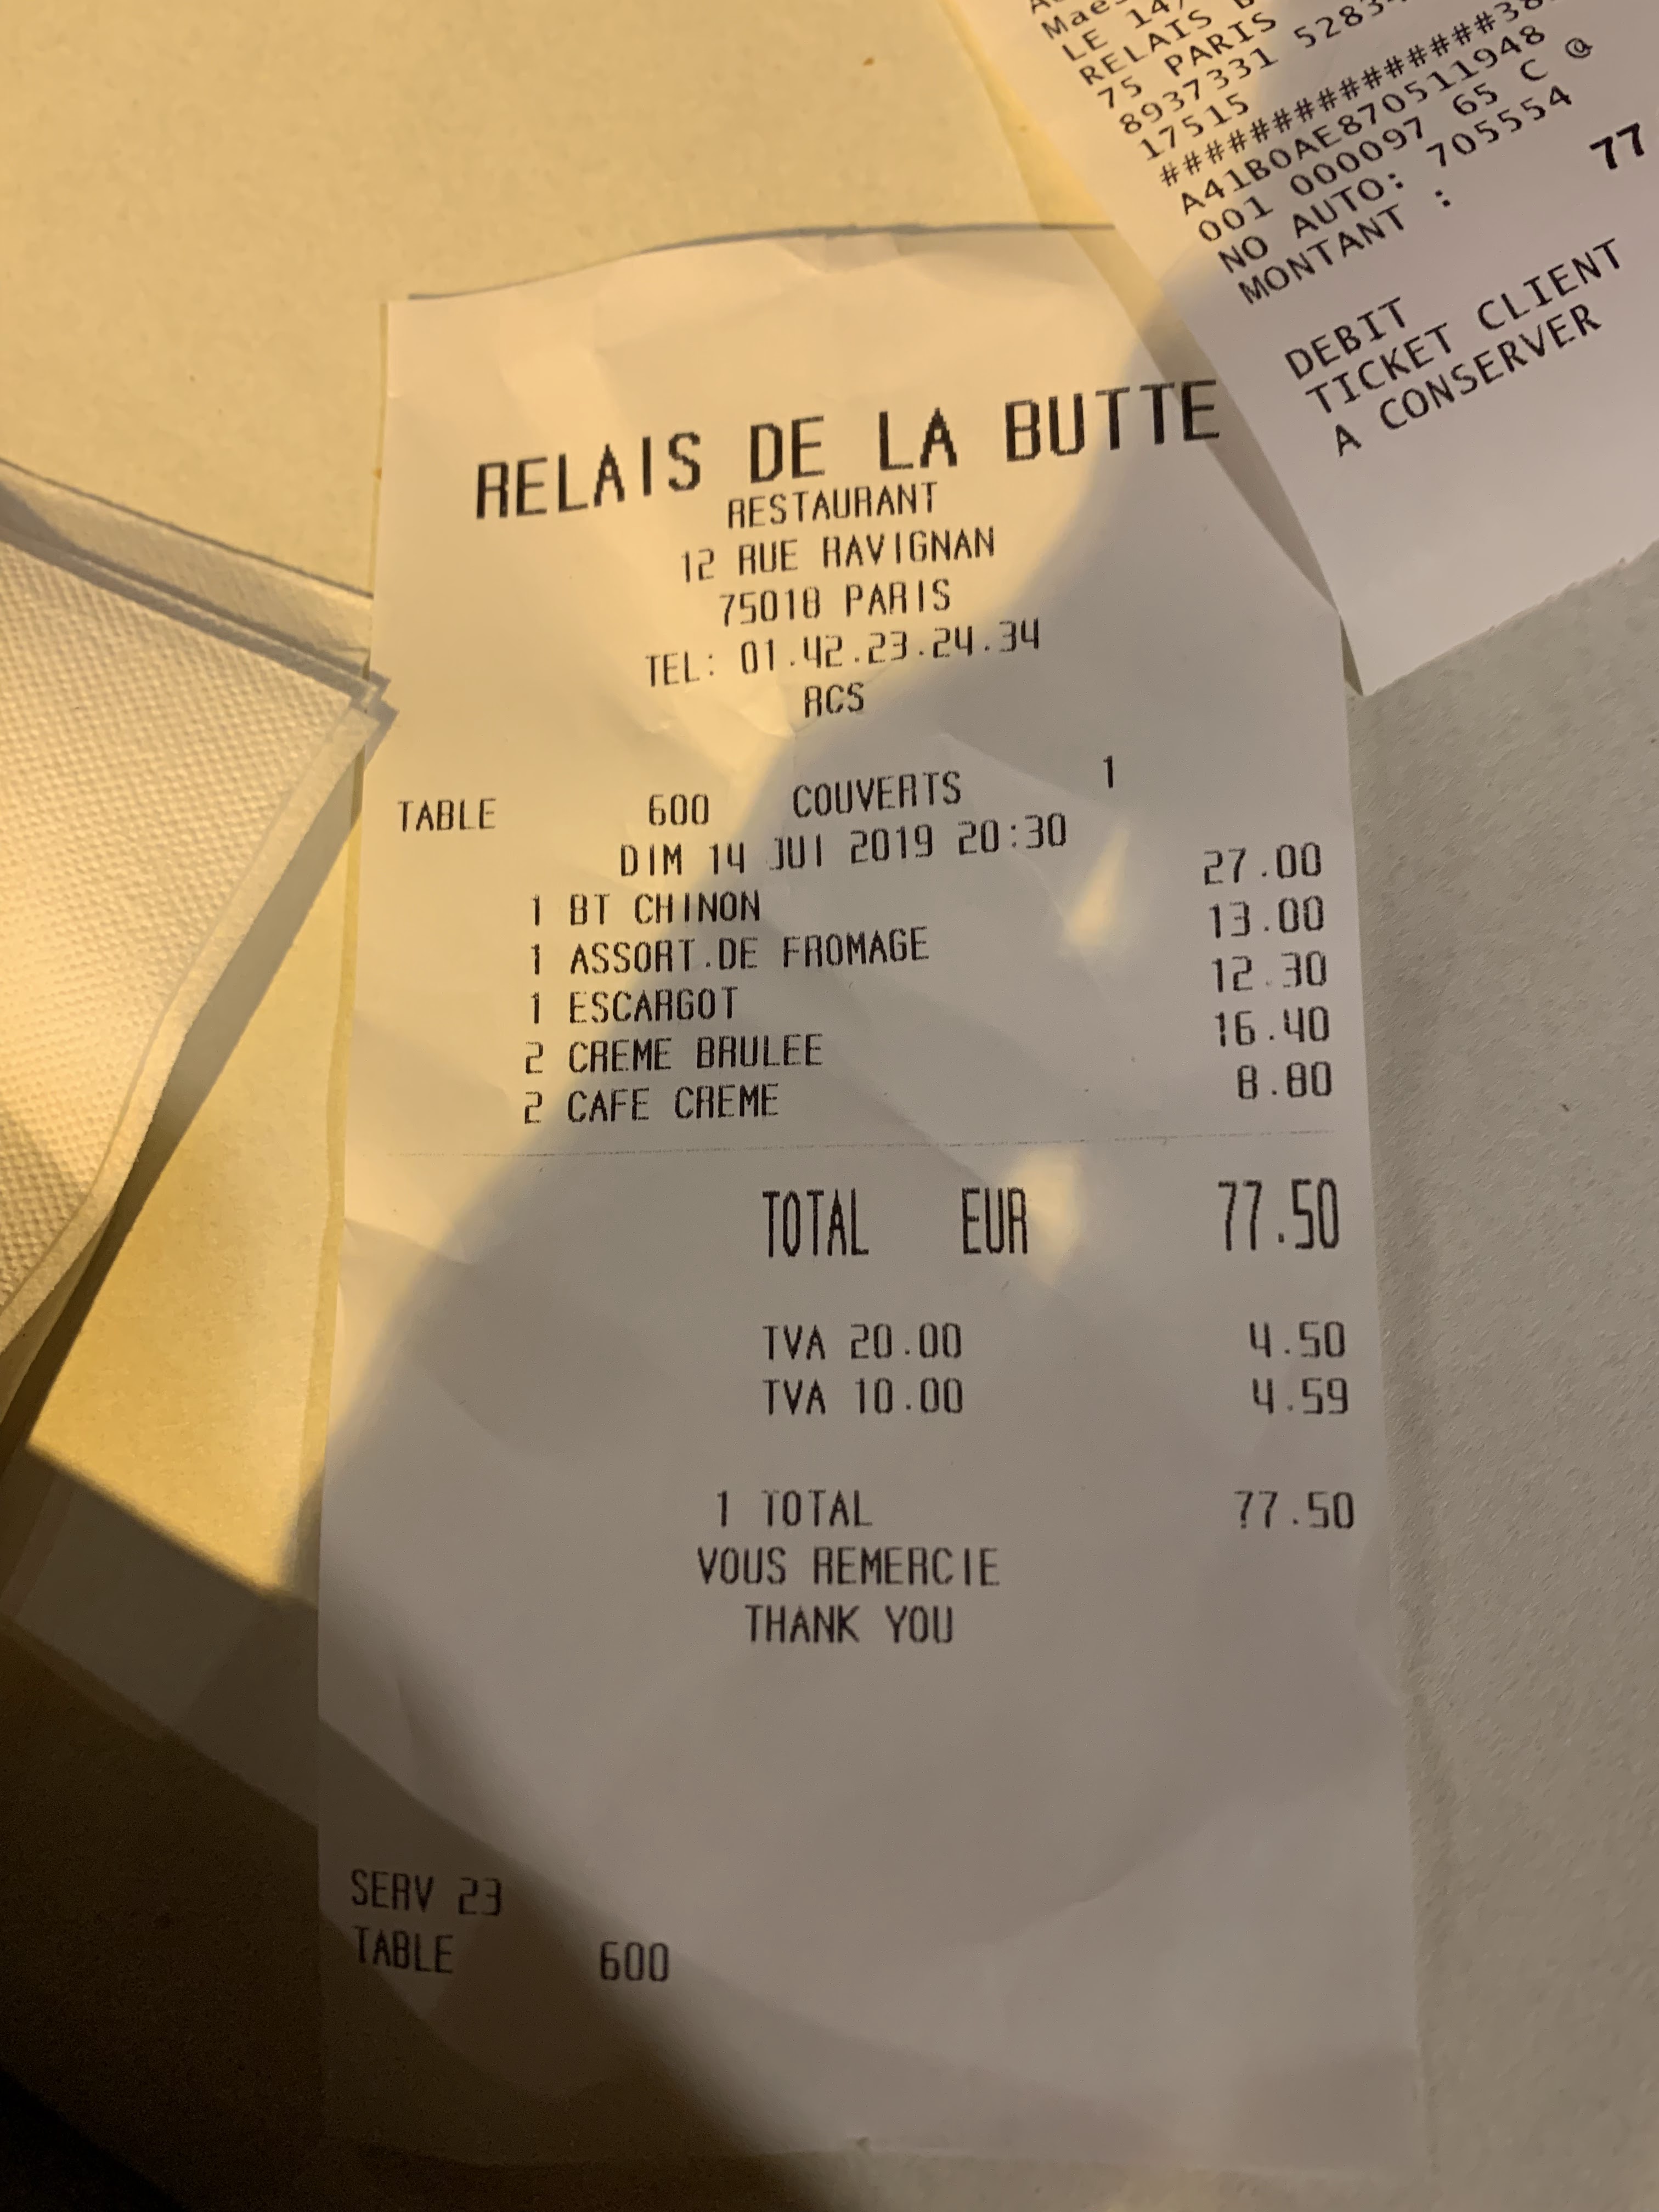 LE 14
RELAIS
75 PARIS
8937331
17515
A41B0AE870511948
001 000097 65 C @
NO AUTO: 705554
MONTANT : 77
DEBIT
TICKET CLIENT
A CONSERVER
RELAIS DE LA BUTTE
RESTAURANT
12 RUE RAVIGNAN
75018 PARIS
TEL: 01.42.23.24.34
RCS
TABLE 600 COUVERTS 1
DIM 14 JUI 2019 20:30
1 BT CHINON 27.00
1 ASSORT.DE FROMAGE 13.00
1 ESCARGOT 12.30
2 CREME BRULEE 16.40
2 CAFE CREME 8.80
TOTAL EUR 77.50
TVA 20.00 4.50
TVA 10.00 4.59
1 TOTAL 77.50
VOUS REMERCIE
THANK YOU
SERV 23
TABLE 600